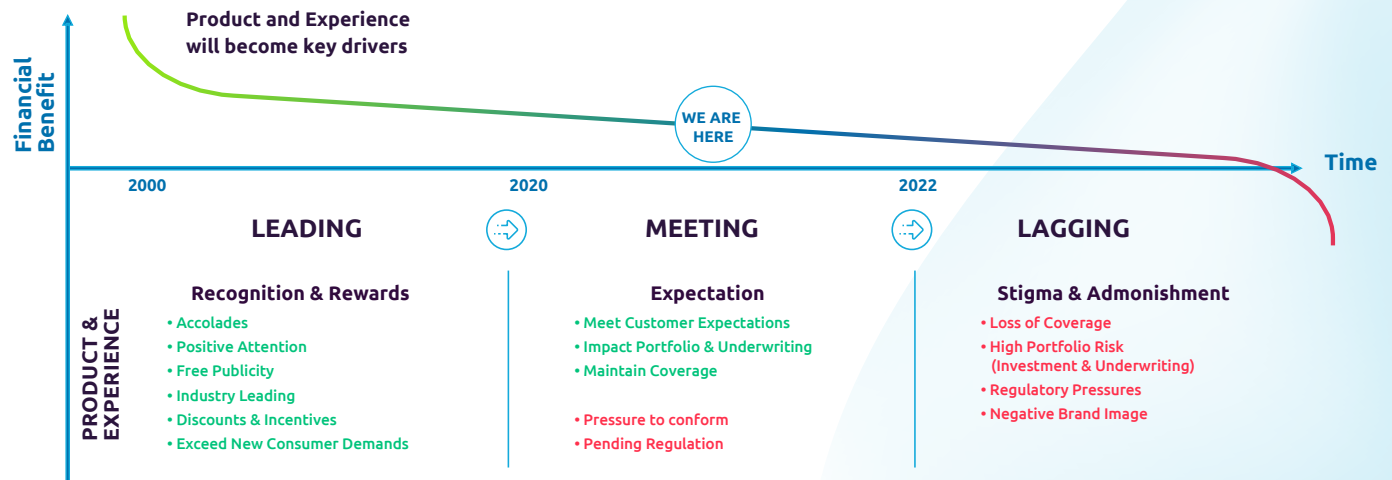 Product and Experience
will become key drivers
Financial
Benefit
WE ARE
HERE
Time
2000
2020
2022
LEADING
MEETING
LAGGING
PRODUCT &
EXPERIENCE
Recognition & Rewards
• Accolades
• Positive Attention
• Free Publicity
• Industry Leading
• Discounts & Incentives
• Exceed New Consumer Demands
Expectation
• Meet Customer Expectations
• Impact Portfolio & Underwriting
• Maintain Coverage
• Pressure to conform
• Pending Regulation
Stigma & Admonishment
• Loss of Coverage
• High Portfolio Risk
(Investment & Underwriting)
• Regulatory Pressures
• Negative Brand Image